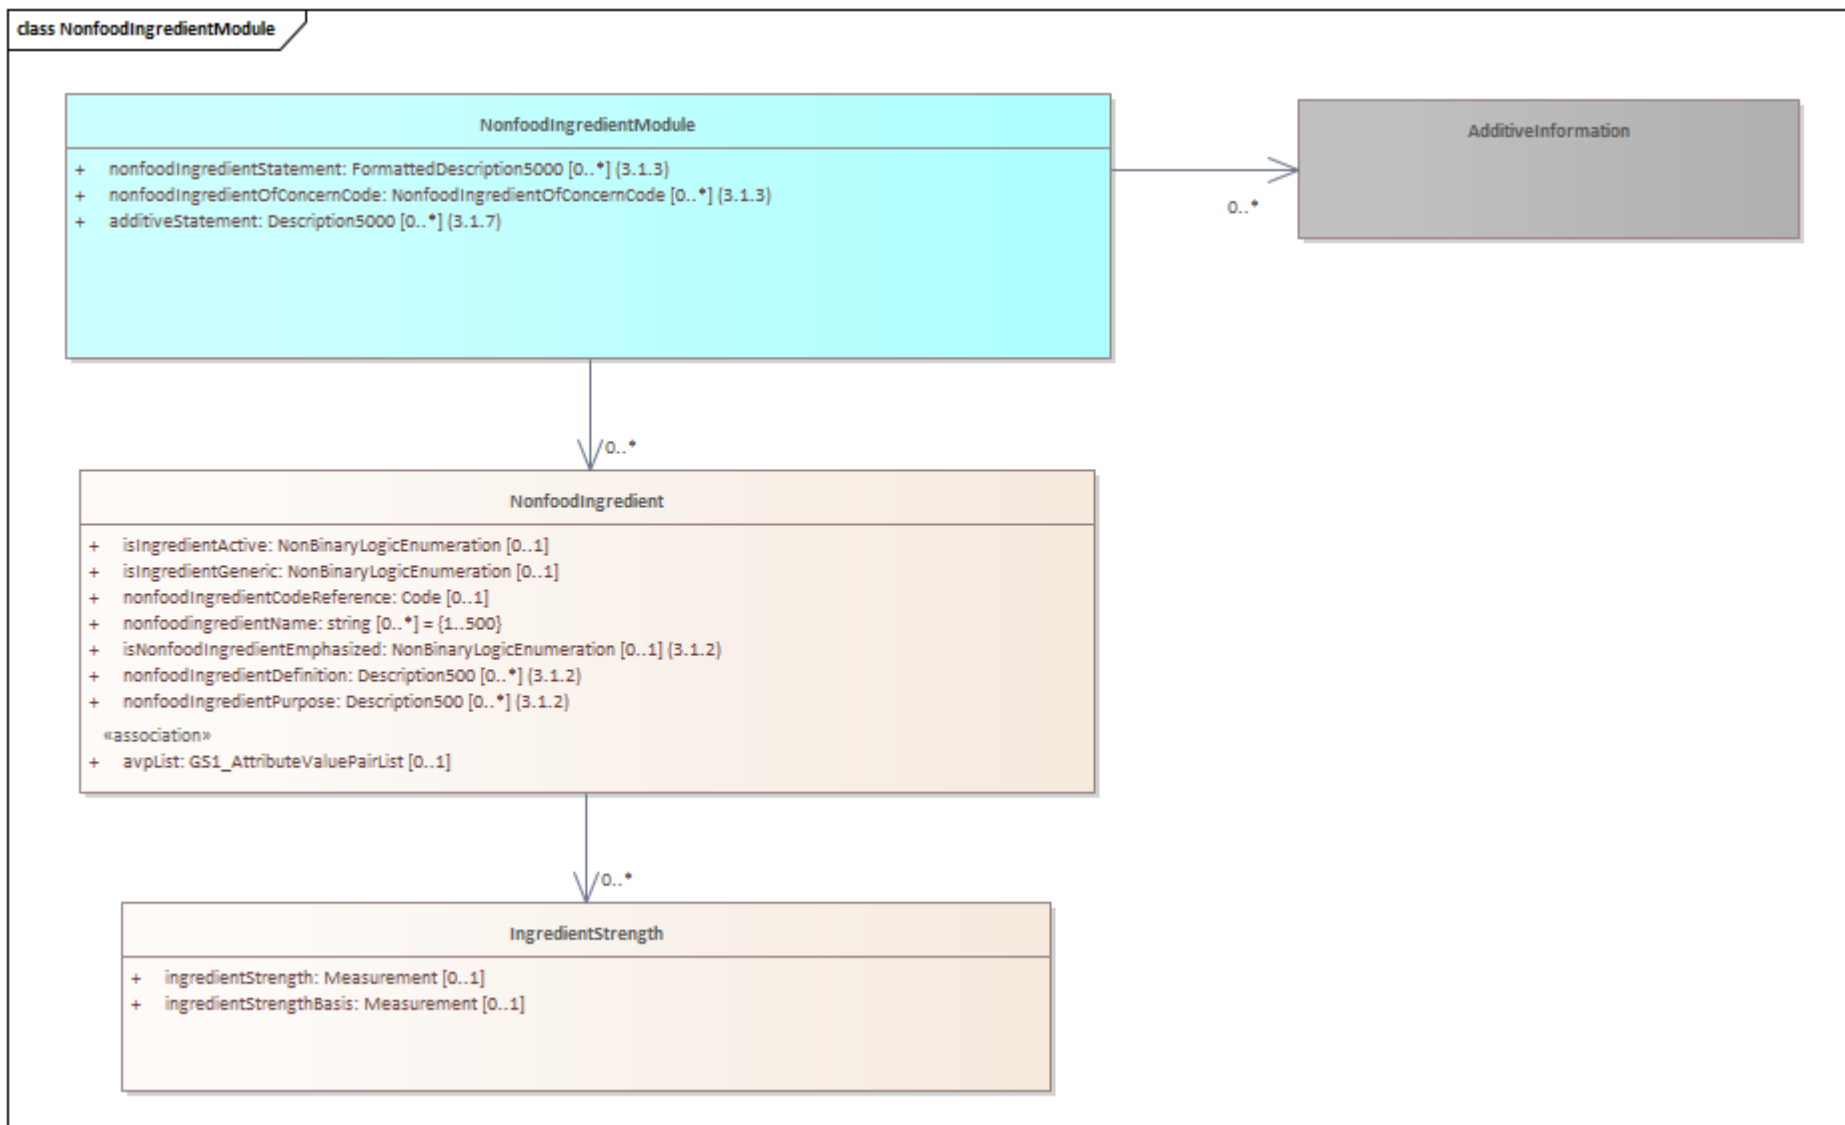 class NonfoodIngredientModule
NonfoodIngredientModule
+ nonfoodIngredientStatement: FormattedDescription5000 [0..*] {3.1.3}
+ nonfoodIngredientOfConcernCode: NonfoodIngredientOfConcernCode [0..*] {3.1.3}
+ additiveStatement: Description5000 [0..*] {3.1.7}
AdditiveInformation
0..*
0..*
NonfoodIngredient
+ isIngredientActive: NonBinaryLogicEnumeration [0..1]
+ isIngredientGeneric: NonBinaryLogicEnumeration [0..1]
+ nonfoodIngredientCodeReference: Code [0..1]
+ nonfoodingredientName: string [0..*] = {1..500}
+ isNonfoodIngredientEmphasized: NonBinaryLogicEnumeration [0..1] {3.1.2}
+ nonfoodIngredientDefinition: Description500 [0..*] {3.1.2}
+ nonfoodIngredientPurpose: Description500 [0..*] {3.1.2}
«association»
+ avpList: GS1_AttributeValuePairList [0..1]
0..*
IngredientStrength
+ ingredientStrength: Measurement [0..1]
+ ingredientStrengthBasis: Measurement [0..1]